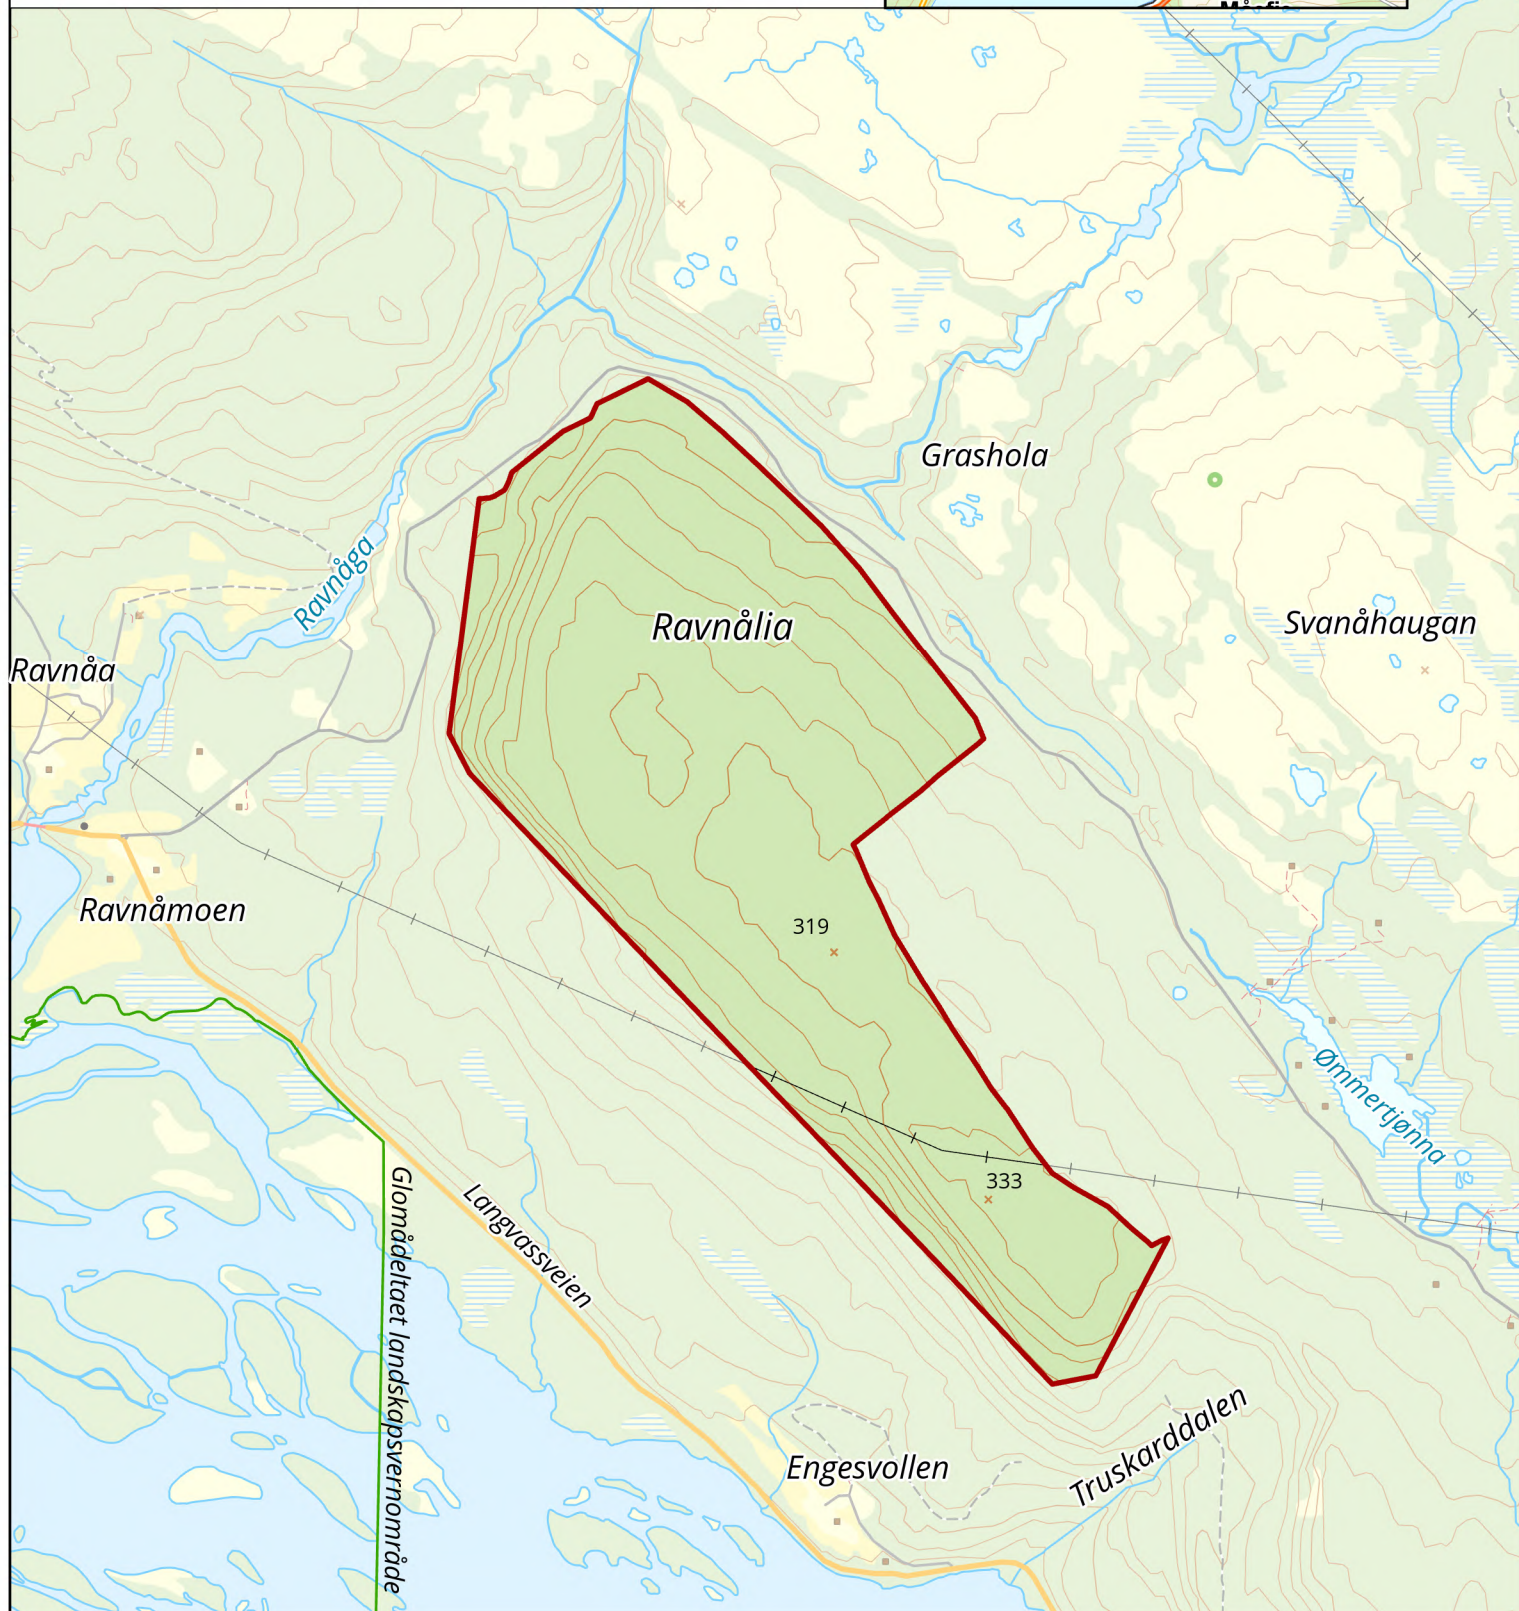 Grashola
Ravnåga
Ravnålia
Svanåhaugan
Ravnåa
Ravnåmoen
319
Ømmertjønna
333
Glomådeltaet landskapsvernområde
Langvassveien
Engesvollen
Truskarddalen